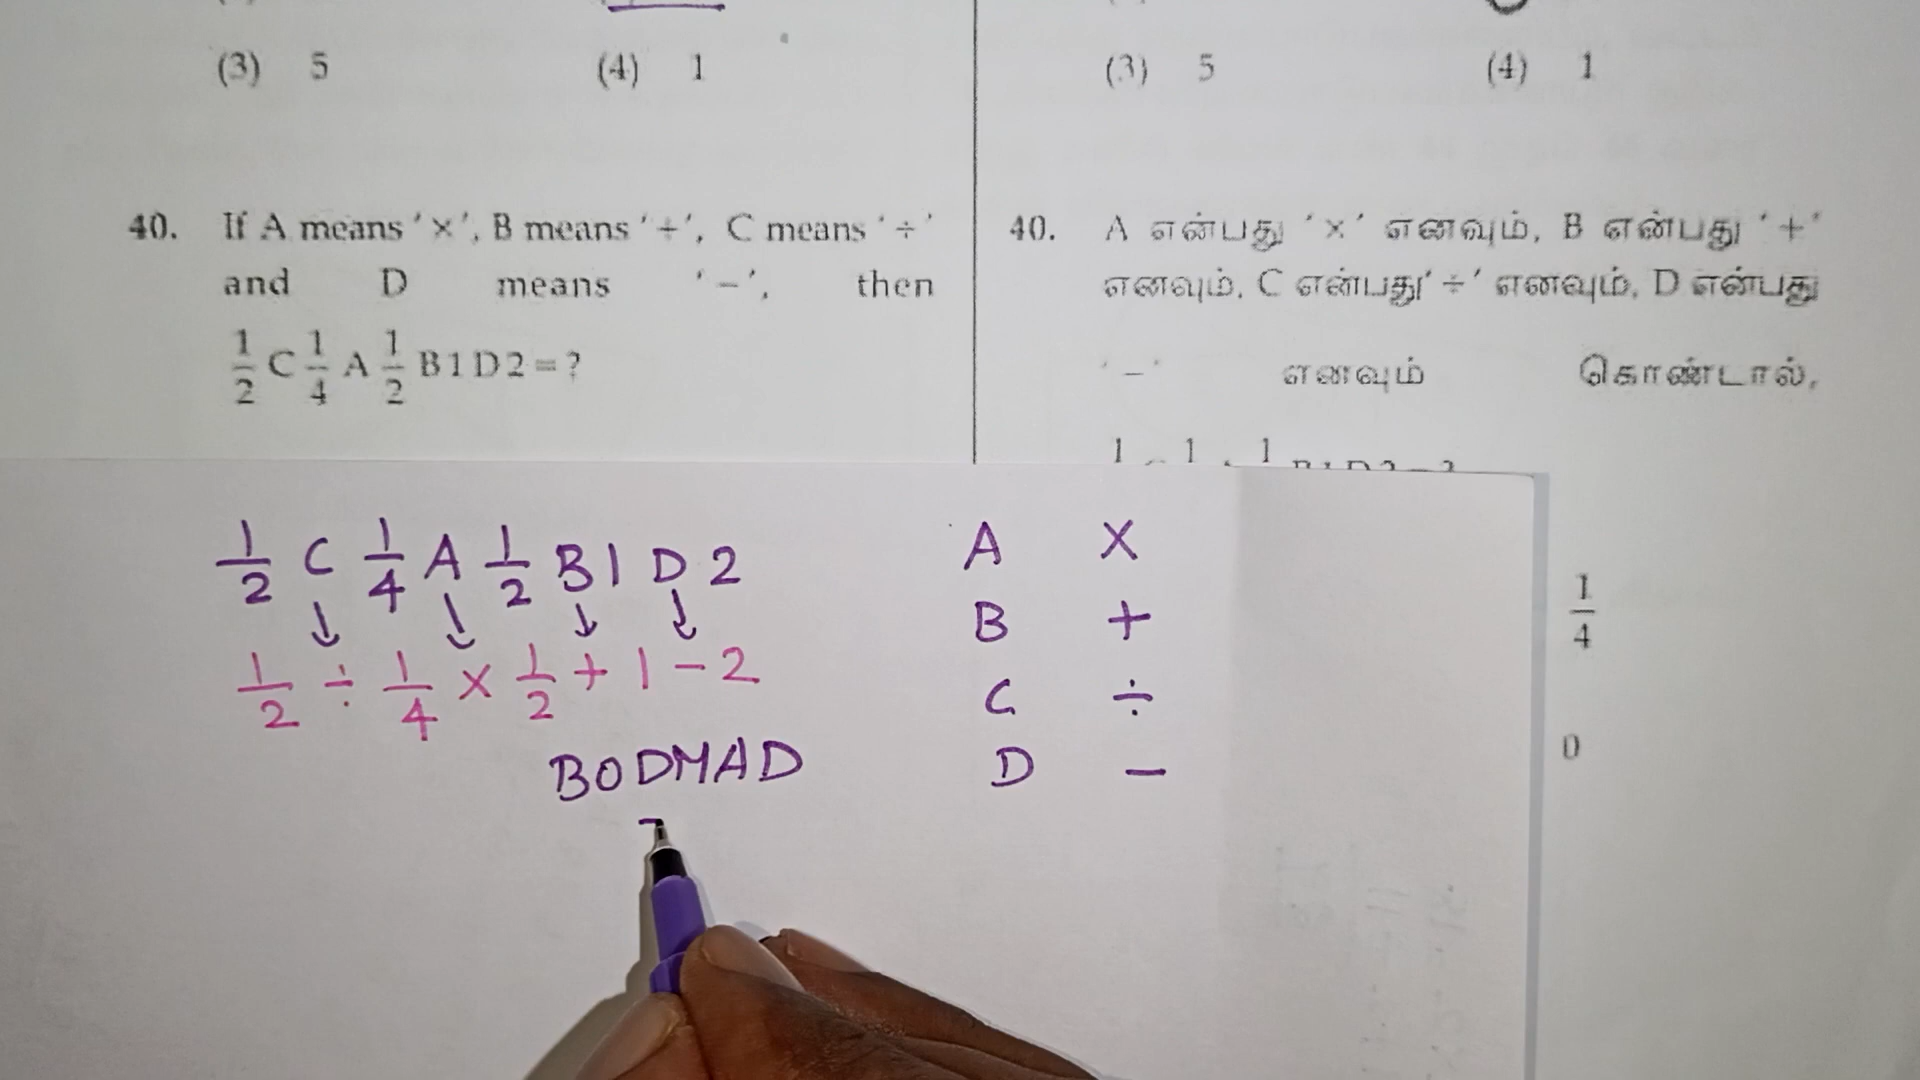 (3) 5 (4) 1
40. If A means '×', B means '+', C means '÷'
and D means '−', then
1/2 C 1/4 A 1/2 B 1 D 2 = ?
(3) 5 (4) 1
40. A என்பது '×' எனவும், B என்பது '+'
எனவும், C என்பது '÷' எனவும், D என்பது
'−' எனவும் கொண்டால்,
1 1 1
1/2 C 1/4 A 1/2 B 1 D 2
1/2 ÷ 1/4 × 1/2 + 1 − 2
BODMAD
A ×
B +
C ÷
D −
1/4
0